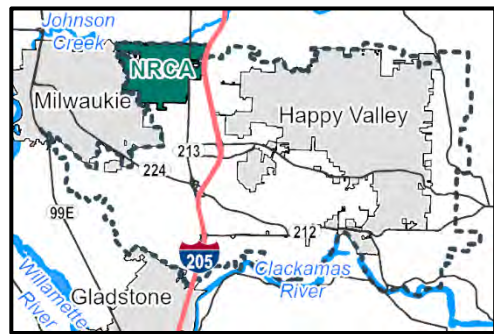 Johnson
Creek
NRCA
Milwaukie
Happy Valley
213
224
99E
212
205
Clackamas
River
Willamette
River
Gladstone